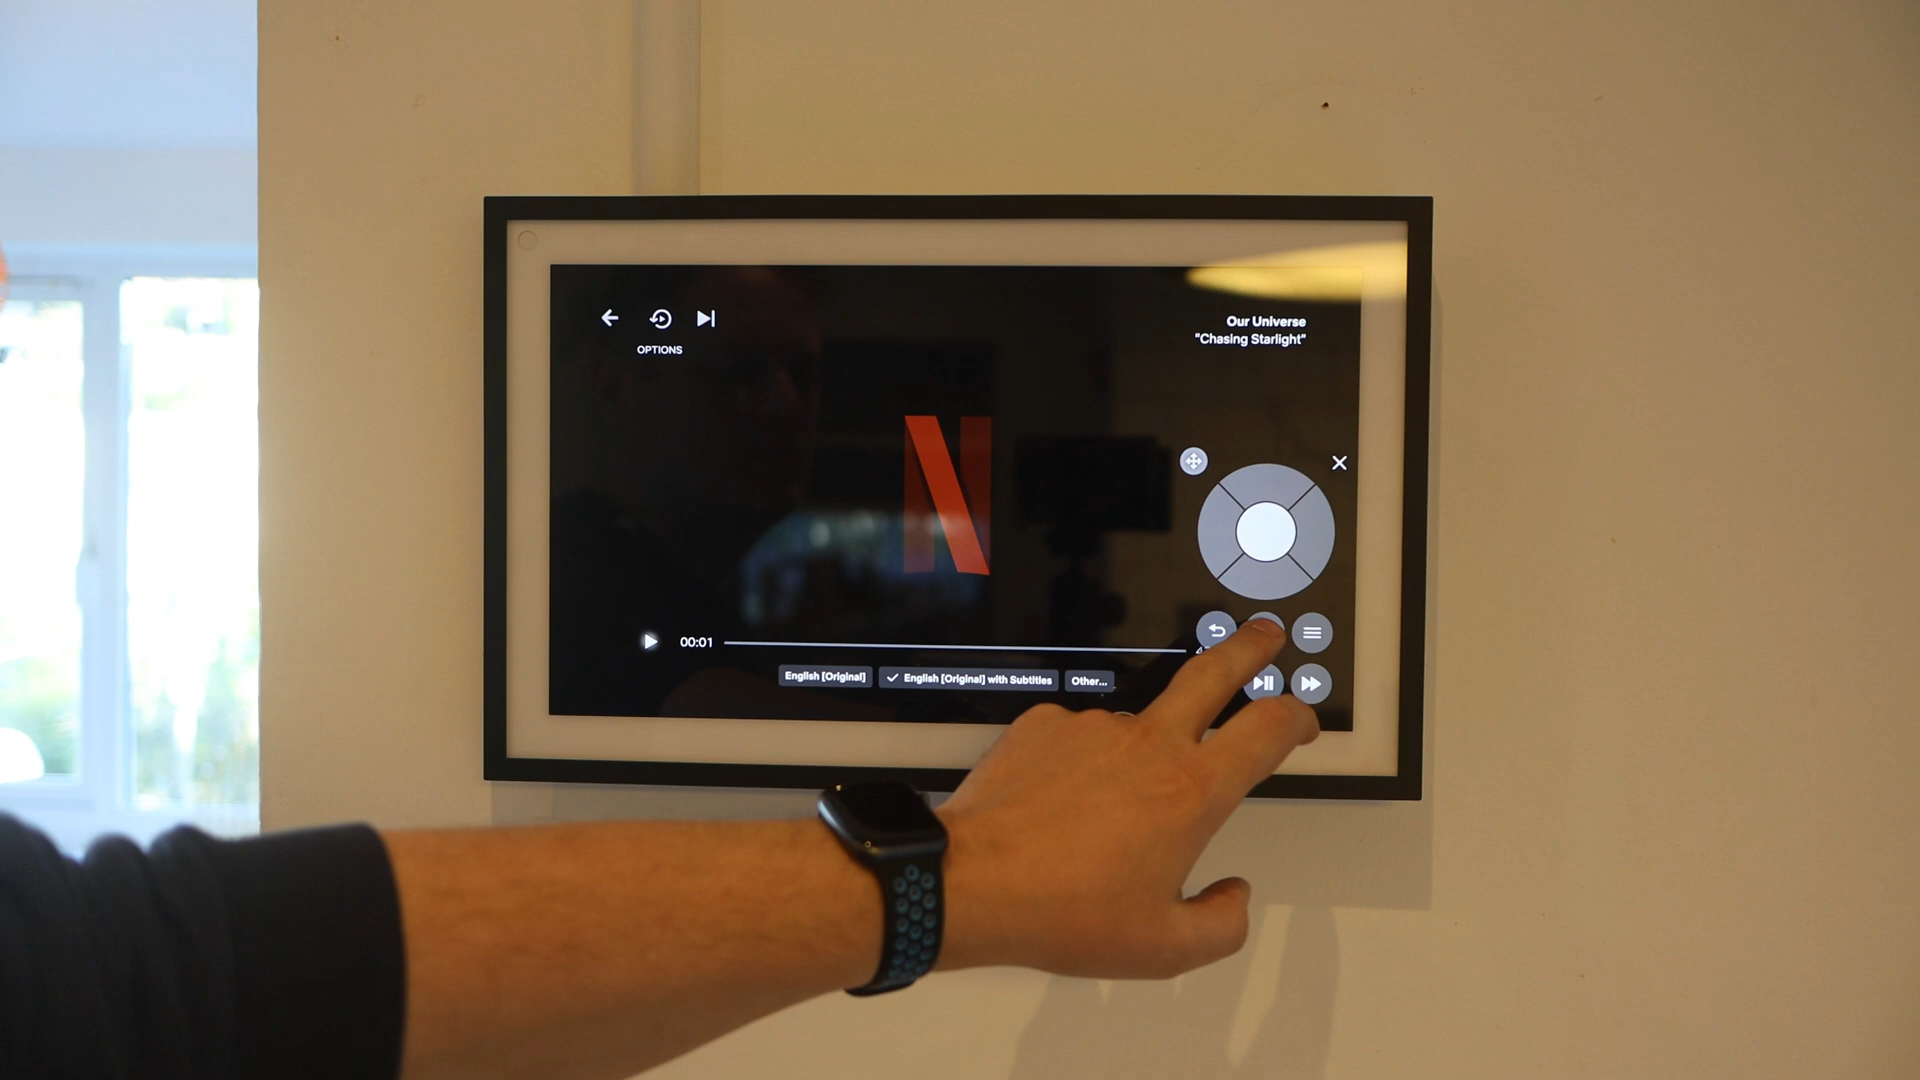 OPTIONS
Our Universe
"Chasing Starlight"
N
00:01
English [Original]
English [Original] with Subtitles
Other...